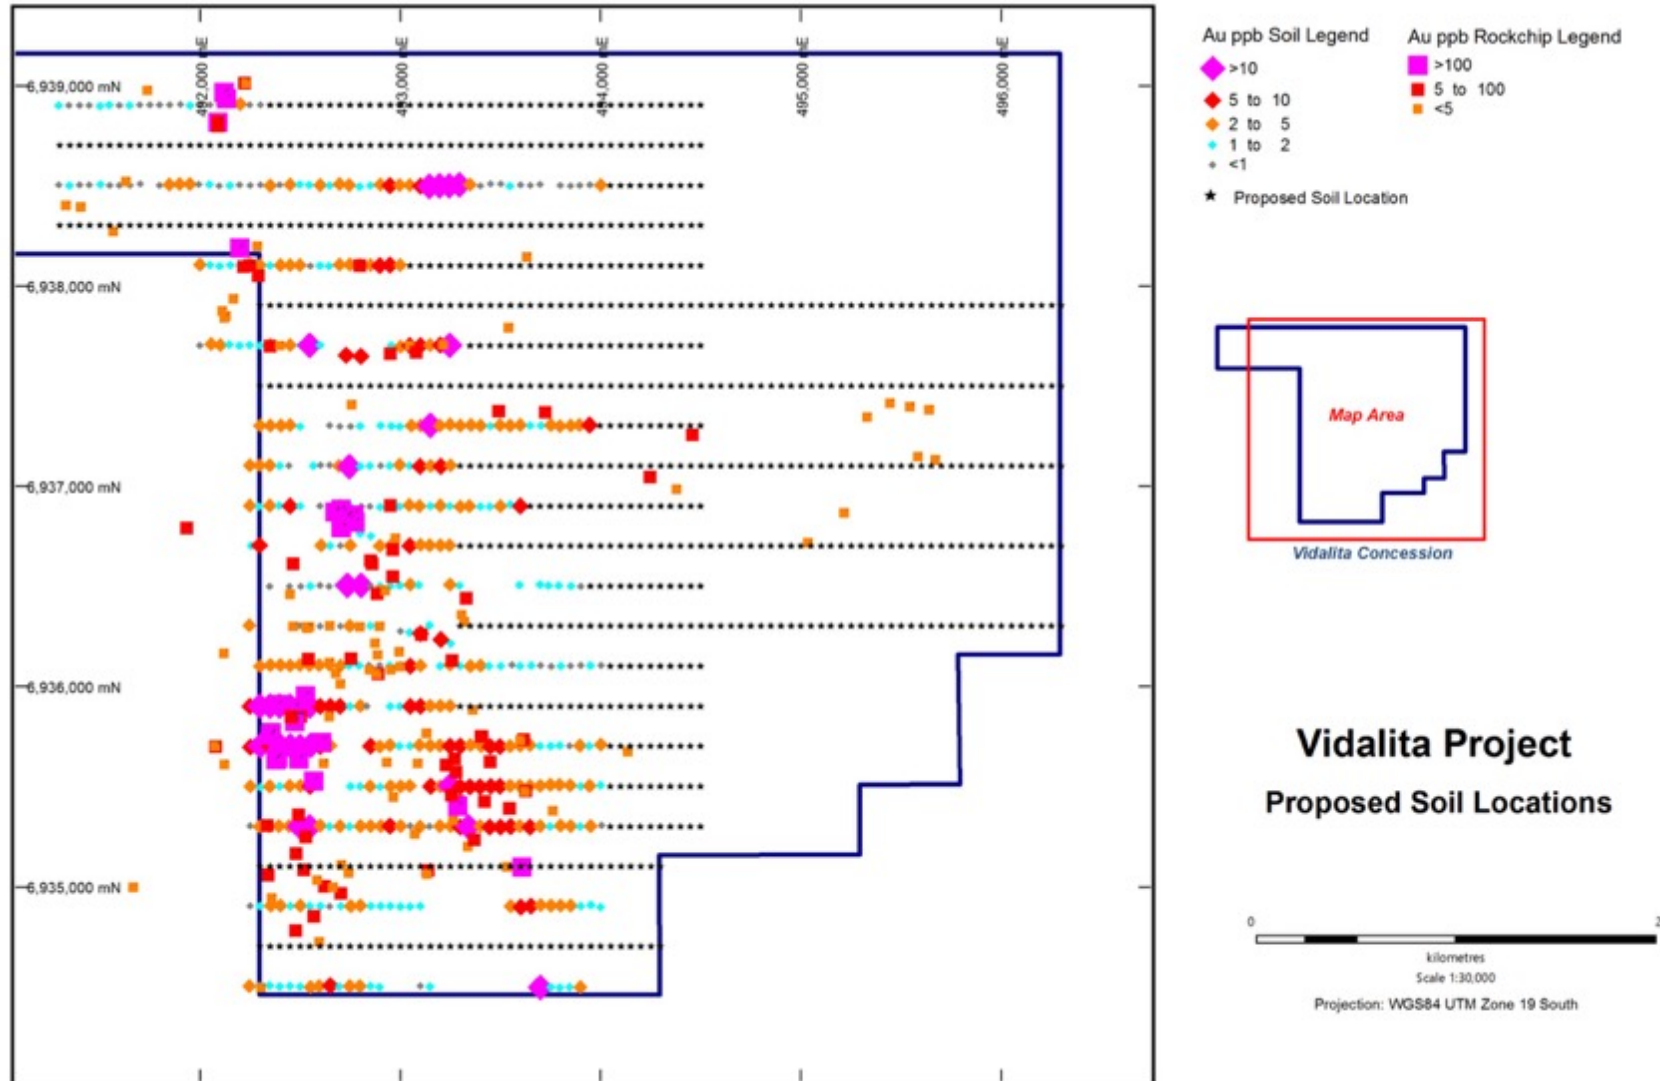 492,000 mE
493,000 mE
494,000 mE
495,000 mE
496,000 mE
6,939,000 mN
6,938,000 mN
6,937,000 mN
6,936,000 mN
6,935,000 mN
Au ppb Soil Legend
>10
5 to 10
2 to 5
1 to 2
<1
Proposed Soil Location
Au ppb Rockchip Legend
>100
5 to 100
<5
Map Area
Vidalita Concession
Vidalita Project
Proposed Soil Locations
0
2
kilometres
Scale 1:30,000
Projection: WGS84 UTM Zone 19 South